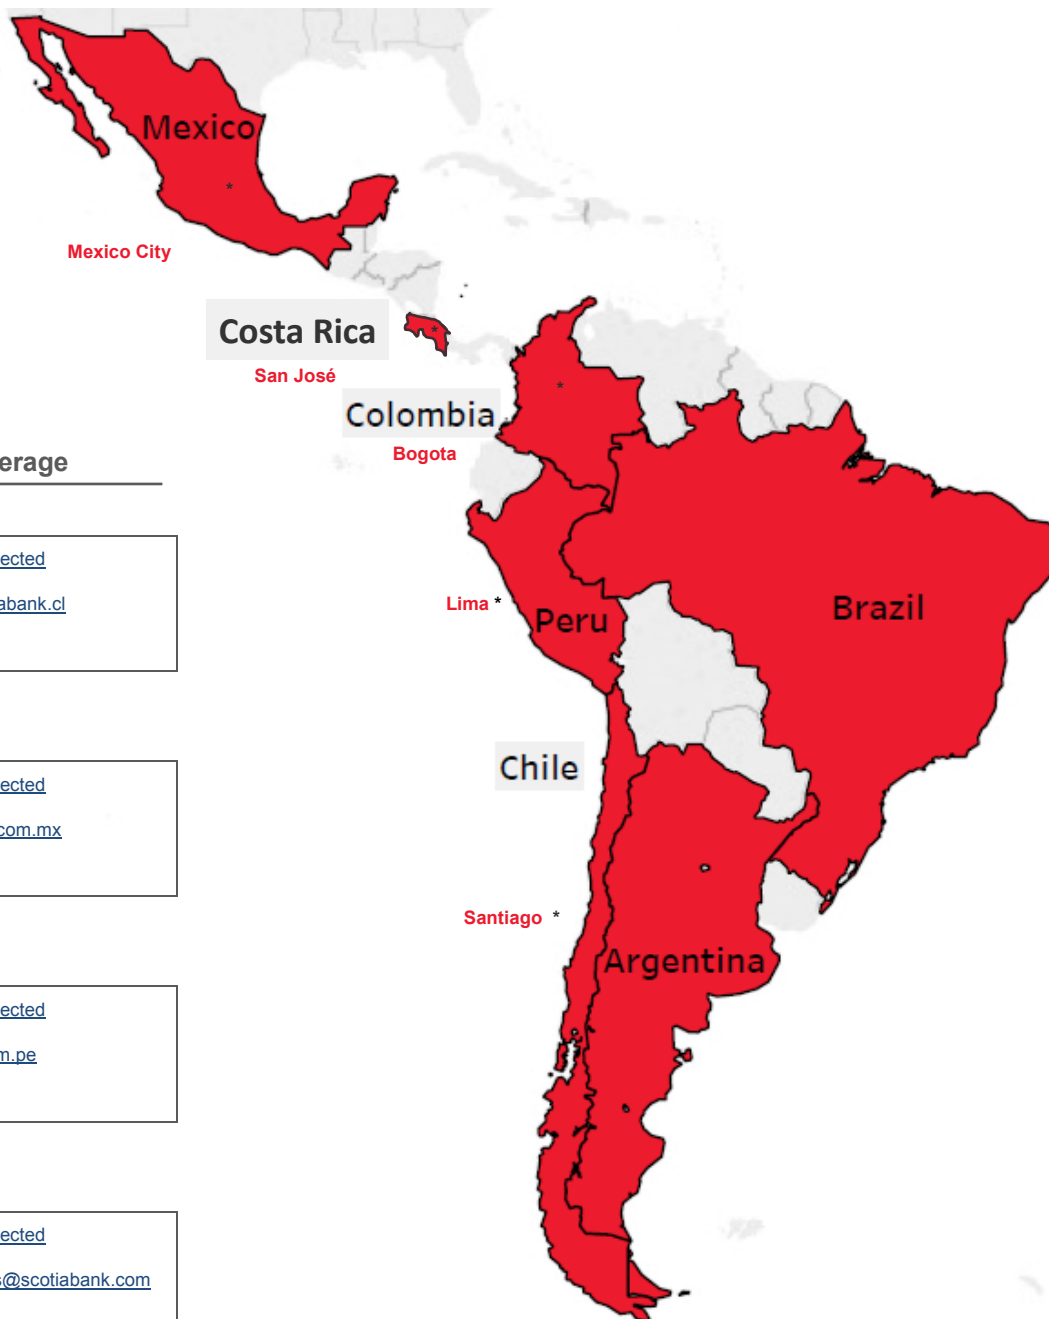 Mexico
*
Mexico City
Costa Rica
*
San José
Colombia
*
Bogota
erage
ected
abank.cl
Lima *
Peru
Brazil
ected
com.mx
Chile
Santiago *
Argentina
ected
m.pe
ected
s@scotiabank.com